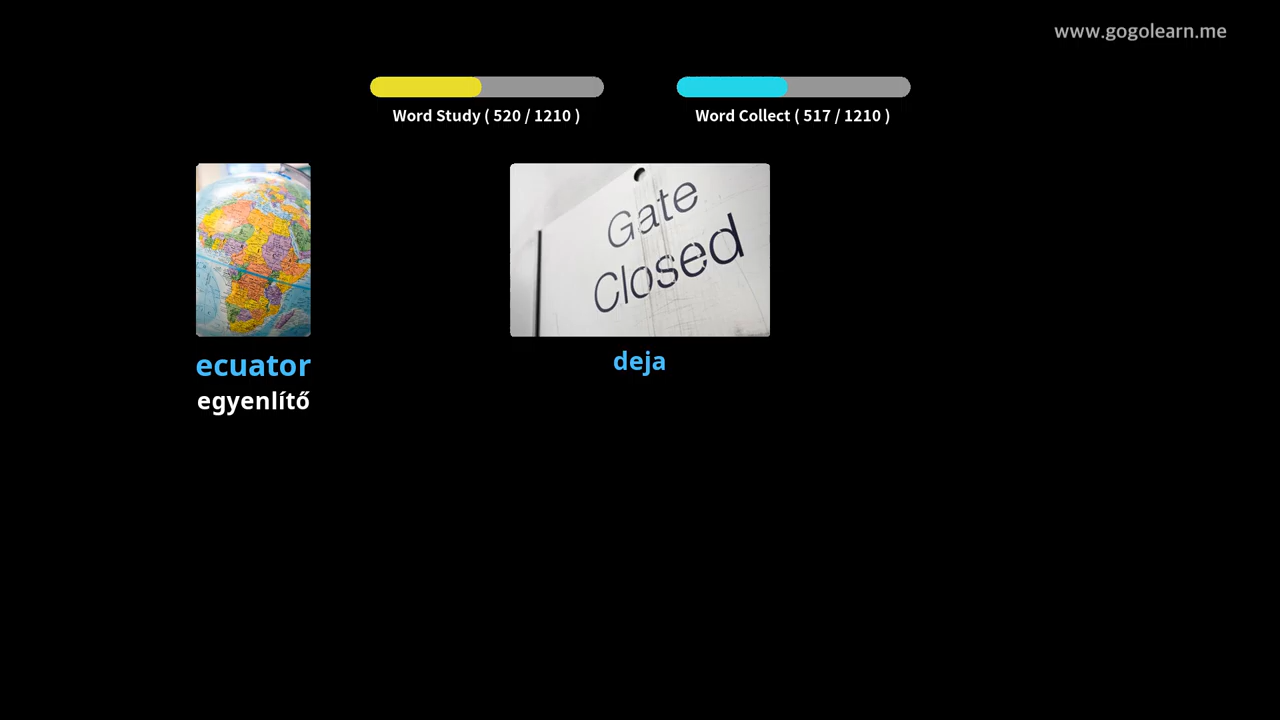 www.gogolearn.me
Word Study ( 520 / 1210 )
Word Collect ( 517 / 1210 )
Gate
Closed
ecuator
egyenlítő
deja